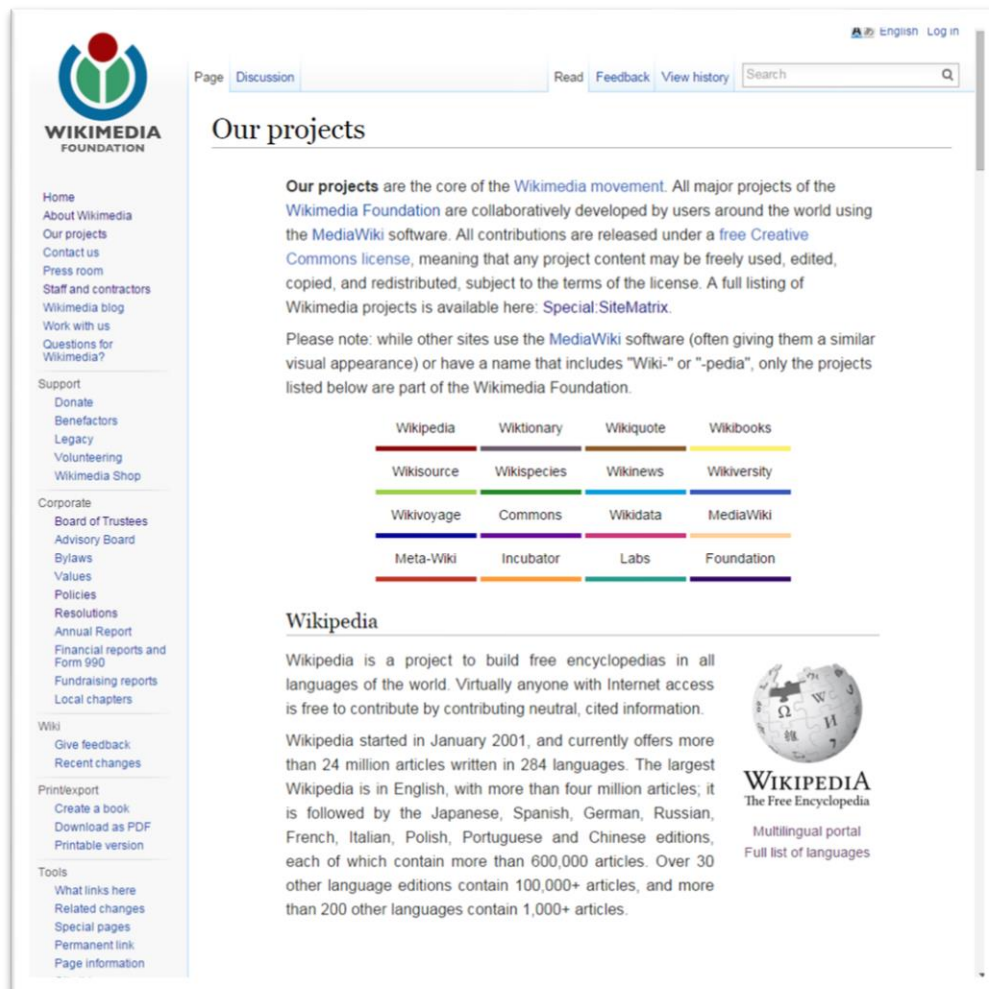 English Log in
Page Discussion Read Feedback View history Search
WIKIMEDIA
FOUNDATION
Our projects
Home
About Wikimedia
Our projects
Contact us
Press room
Staff and contractors
Wikimedia blog
Work with us
Questions for
Wikimedia?
Support
Donate
Benefactors
Legacy
Volunteering
Wikimedia Shop
Corporate
Board of Trustees
Advisory Board
Bylaws
Values
Policies
Resolutions
Annual Report
Financial reports and
Form 990
Fundraising reports
Local chapters
Wiki
Give feedback
Recent changes
Print/export
Create a book
Download as PDF
Printable version
Tools
What links here
Related changes
Special pages
Permanent link
Page information
Our projects are the core of the Wikimedia movement. All major projects of the
Wikimedia Foundation are collaboratively developed by users around the world using
the MediaWiki software. All contributions are released under a free Creative
Commons license, meaning that any project content may be freely used, edited,
copied, and redistributed, subject to the terms of the license. A full listing of
Wikimedia projects is available here: Special:SiteMatrix.
Please note: while other sites use the MediaWiki software (often giving them a similar
visual appearance) or have a name that includes "Wiki-" or "-pedia", only the projects
listed below are part of the Wikimedia Foundation.
Wikipedia Wiktionary Wikiquote Wikibooks
Wikisource Wikispecies Wikinews Wikiversity
Wikivoyage Commons Wikidata MediaWiki
Meta-Wiki Incubator Labs Foundation
Wikipedia
Wikipedia is a project to build free encyclopedias in all
languages of the world. Virtually anyone with Internet access
is free to contribute by contributing neutral, cited information.
Wikipedia started in January 2001, and currently offers more
than 24 million articles written in 284 languages. The largest
Wikipedia is in English, with more than four million articles; it
is followed by the Japanese, Spanish, German, Russian,
French, Italian, Polish, Portuguese and Chinese editions,
each of which contain more than 600,000 articles. Over 30
other language editions contain 100,000+ articles, and more
than 200 other languages contain 1,000+ articles.
Ω W И 維
WIKIPEDIA
The Free Encyclopedia
Multilingual portal
Full list of languages